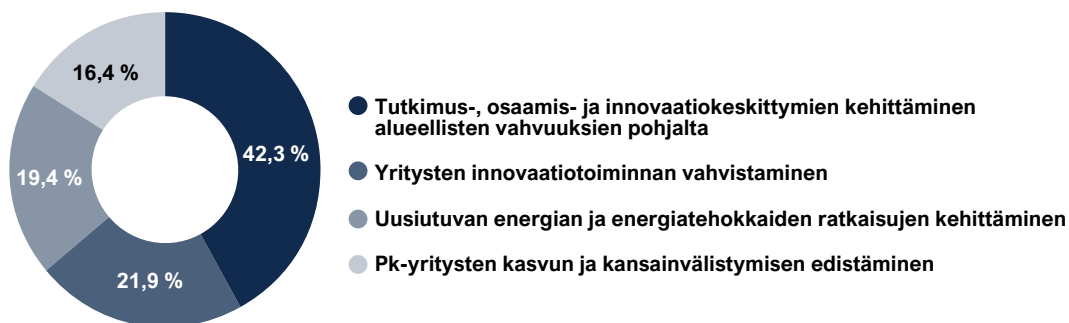 16,4 %
42,3 %
19,4 %
21,9 %
Tutkimus-, osaamis- ja innovaatiokeskittymien kehittäminen
alueellisten vahvuuksien pohjalta
Yritysten innovaatiotoiminnan vahvistaminen
Uusiutuvan energian ja energiatehokkaiden ratkaisujen kehittäminen
Pk-yritysten kasvun ja kansainvälistymisen edistäminen